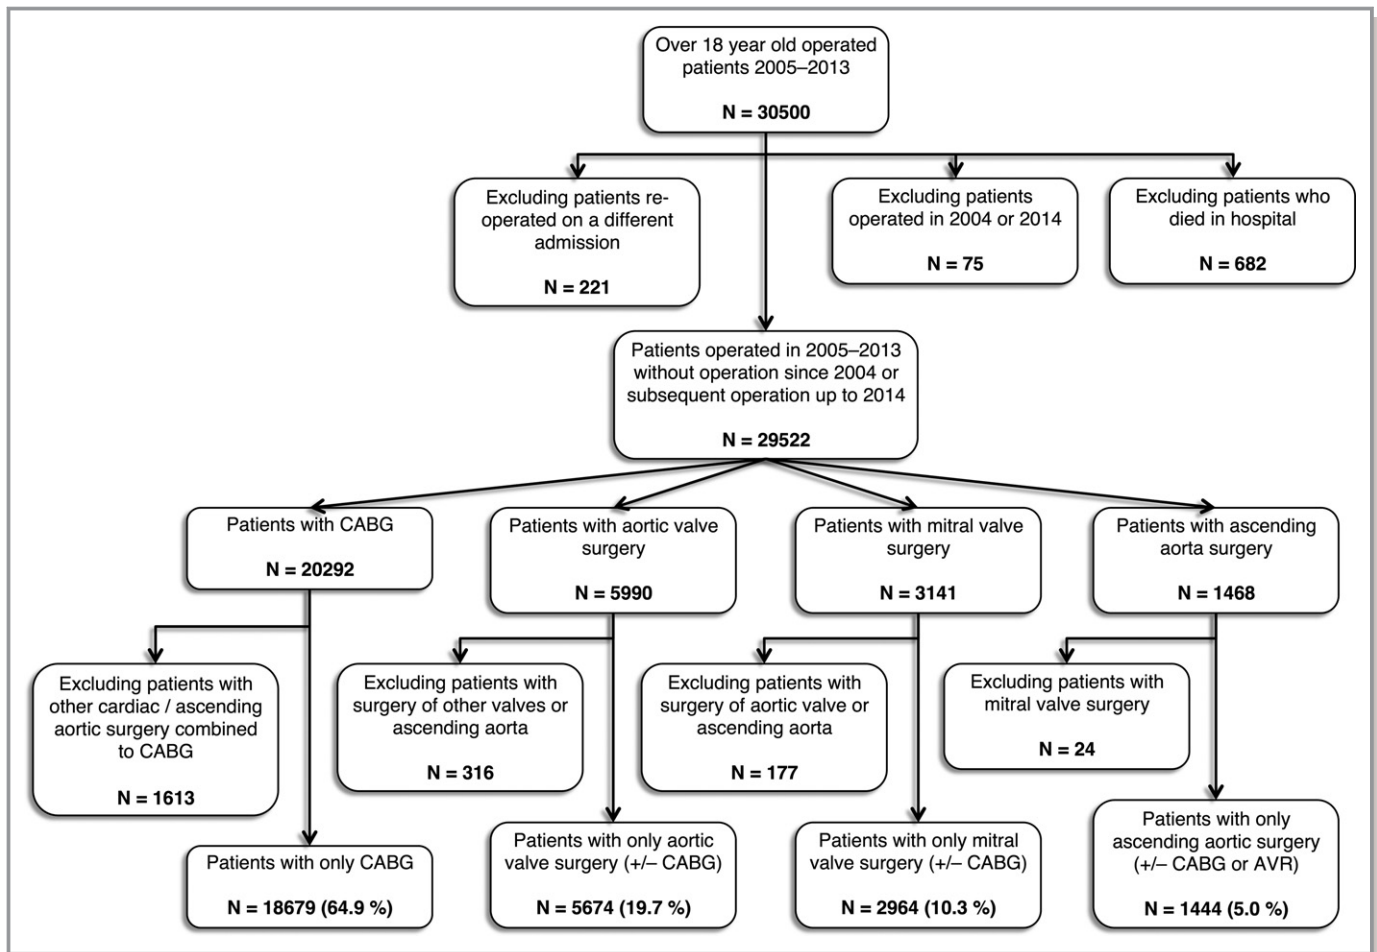 Over 18 year old operated
patients 2005–2013
N = 30500
Excluding patients re-
operated on a different
admission
N = 221
Excluding patients
operated in 2004 or 2014
N = 75
Excluding patients who
died in hospital
N = 682
Patients operated in 2005–2013
without operation since 2004 or
subsequent operation up to 2014
N = 29522
Patients with CABG
N = 20292
Patients with aortic valve
surgery
N = 5990
Patients with mitral valve
surgery
N = 3141
Patients with ascending
aorta surgery
N = 1468
Excluding patients with
other cardiac / ascending
aortic surgery combined
to CABG
N = 1613
Excluding patients with
surgery of other valves or
ascending aorta
N = 316
Excluding patients with
surgery of aortic valve or
ascending aorta
N = 177
Excluding patients with
mitral valve surgery
N = 24
Patients with only CABG
N = 18679 (64.9 %)
Patients with only aortic
valve surgery (+/– CABG)
N = 5674 (19.7 %)
Patients with only mitral
valve surgery (+/– CABG)
N = 2964 (10.3 %)
Patients with only
ascending aortic surgery
(+/– CABG or AVR)
N = 1444 (5.0 %)